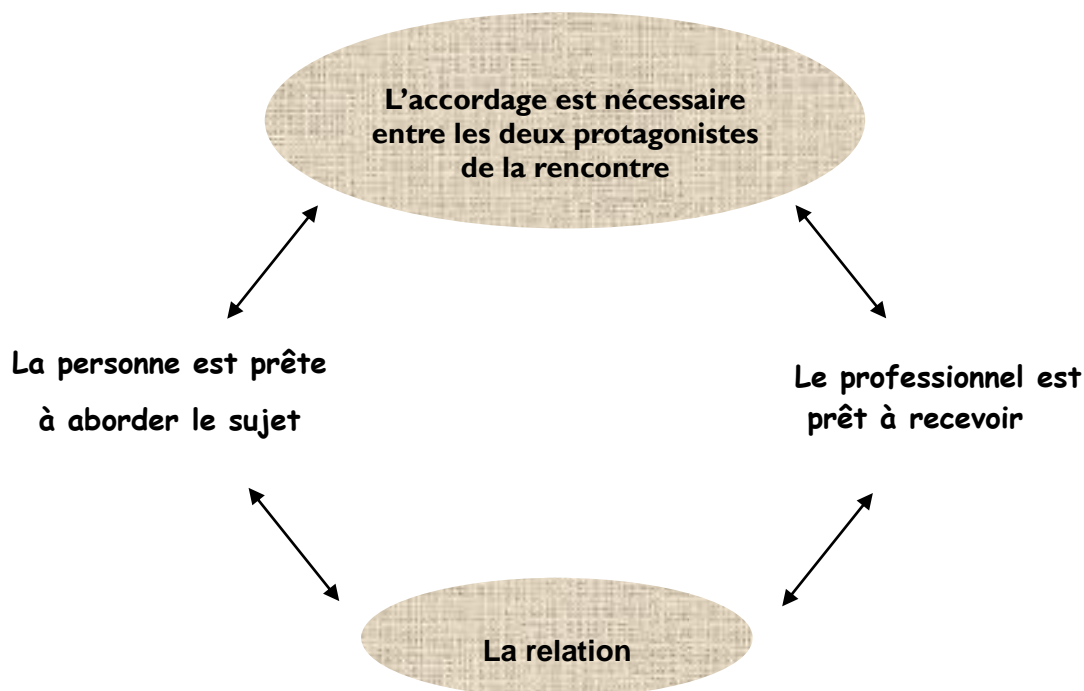 L’accordage est nécessaire
entre les deux protagonistes
de la rencontre
La personne est prête
à aborder le sujet
Le professionnel est
prêt à recevoir
La relation